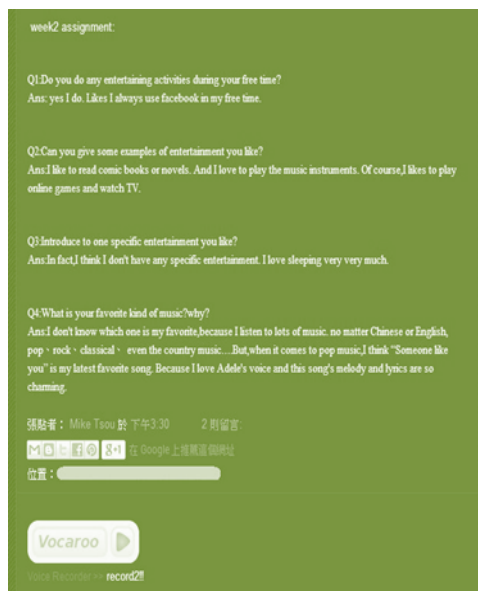 week2 assignment:
Q1:Do you do any entertaining activities during your free time?
Ans: yes I do. Likes I always use facebook in my free time.
Q2:Can you give some examples of entertainment you like?
Ans:I like to read comic books or novels. And I love to play the music instruments. Of course,I likes to play
online games and watch TV.
Q3:Introduce to one specific entertainment you like?
Ans:In fact,I think I don't have any specific entertainment. I love sleeping very very much.
Q4:What is your favorite kind of music?why?
Ans:I don't know which one is my favorite,because I listen to lots of music. no matter Chinese or English,
pop、rock、classical、 even the country music....But,when it comes to pop music,I think "Someone like
you" is my latest favorite song. Because I love Adele's voice and this song's melody and lyrics are so
charming.
張貼者： Mike Tsou 於 下午3:30 2 則留言:
g+1 在 Google 上推薦這個網址
位置：
Vocaroo
Voice Recorder >> record2!!